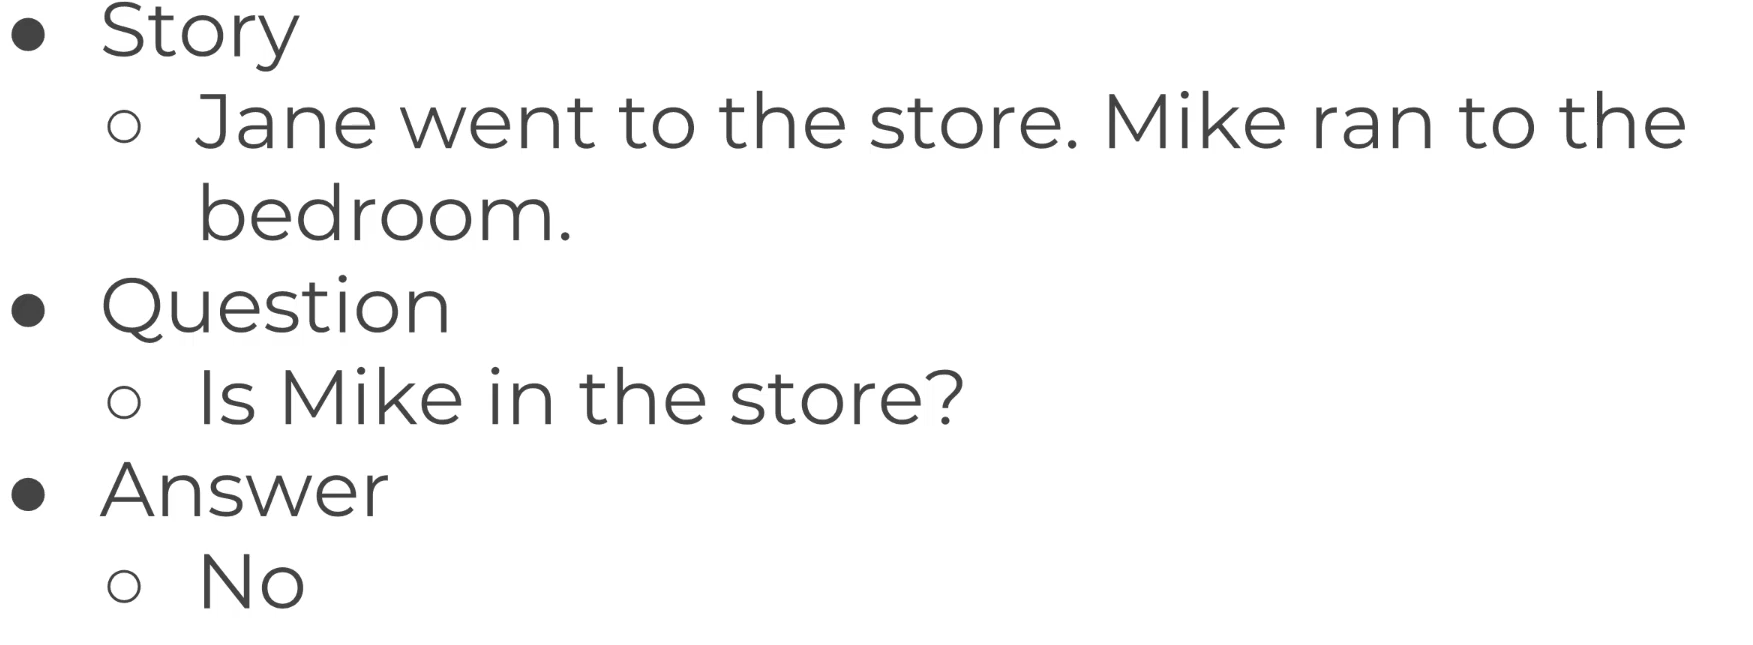 ● Story
○ Jane went to the store. Mike ran to the
bedroom.
● Question
○ Is Mike in the store?
● Answer
○ No